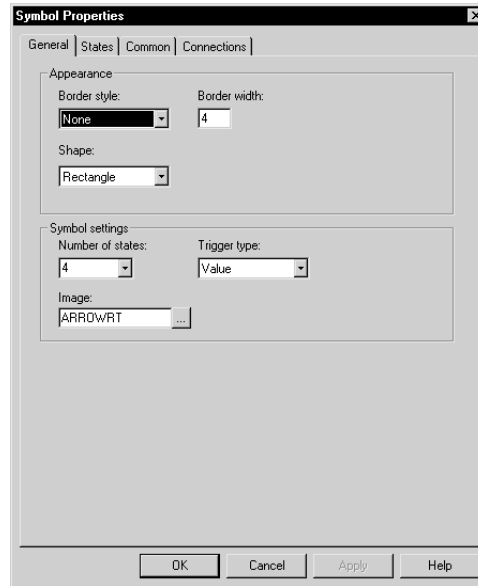 Symbol Properties
General States Common Connections
Appearance
Border style: Border width:
None 4
Shape:
Rectangle
Symbol settings
Number of states: Trigger type:
4 Value
Image:
ARROWRT ...
OK Cancel Apply Help